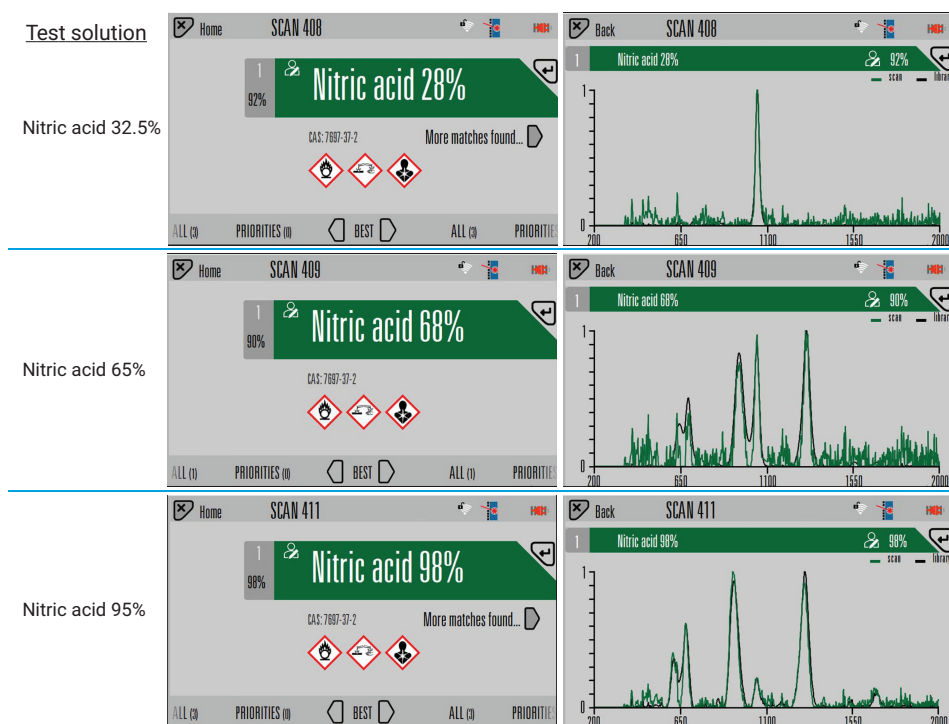 Test solution
Home SCAN 408
1
92%
Nitric acid 28%
CAS: 7697-37-2
More matches found...
ALL (3) PRIORITIES (0) BEST ALL (3) PRIORITIE
Back SCAN 408
1 Nitric acid 28% 92%
scan library
1
0
200 650 1100 1550 2000
Nitric acid 32.5%
Home SCAN 409
1
90%
Nitric acid 68%
CAS: 7697-37-2
ALL (1) PRIORITIES (0) BEST ALL (1) PRIORITIE
Back SCAN 409
1 Nitric acid 68% 90%
scan library
1
0
200 650 1100 1550 2000
Nitric acid 65%
Home SCAN 411
1
98%
Nitric acid 98%
CAS: 7697-37-2
More matches found...
ALL (3) PRIORITIES (0) BEST ALL (3) PRIORITIE
Back SCAN 411
1 Nitric acid 98% 98%
scan library
1
0
200 650 1100 1550 2000
Nitric acid 95%